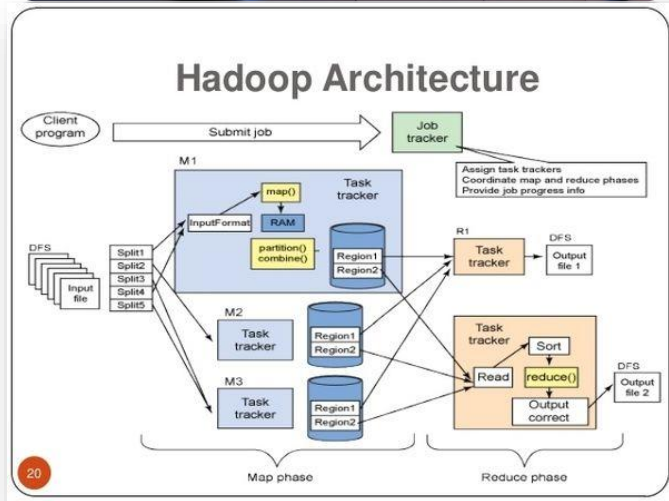 Hadoop Architecture
Client
program
Submit job
Job
tracker
Assign task trackers
Coordinate map and reduce phases
Provide job progress info
M1
Task
tracker
map()
InputFormat
RAM
partition()
combine()
Region1
Region2
DFS
Input
file
Split1
Split2
Split3
Split4
Split5
M2
Task
tracker
Region1
Region2
M3
Task
tracker
Region1
Region2
R1
Task
tracker
DFS
Output
file 1
Task
tracker
Sort
Read
reduce()
Output
correct
DFS
Output
file 2
Map phase
Reduce phase
20